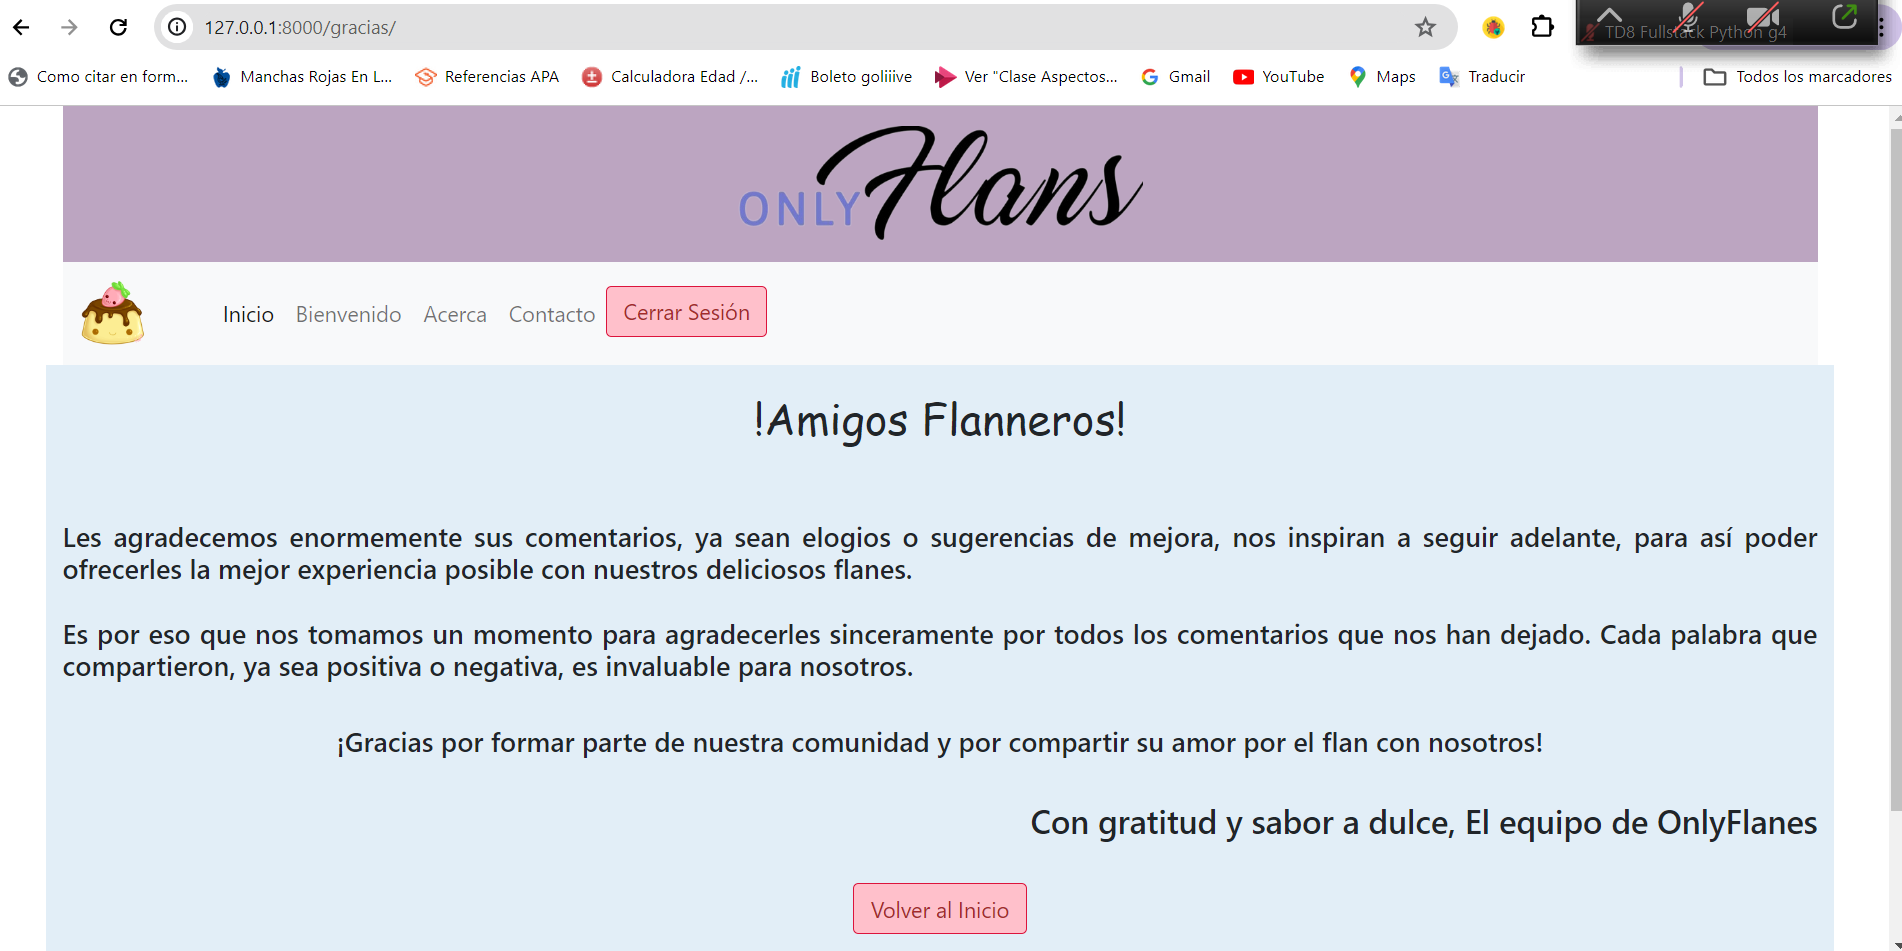 127.0.0.1:8000/gracias/
TD8 Fullstack Python g4
Como citar en form...
Manchas Rojas En L...
Referencias APA
Calculadora Edad /...
Boleto goliiive
Ver "Clase Aspectos...
Gmail
YouTube
Maps
Traducir
Todos los marcadores
ONLY Flans
Inicio Bienvenido Acerca Contacto Cerrar Sesión
!Amigos Flanneros!
Les agradecemos enormemente sus comentarios, ya sean elogios o sugerencias de mejora, nos inspiran a seguir adelante, para así poder
ofrecerles la mejor experiencia posible con nuestros deliciosos flanes.
Es por eso que nos tomamos un momento para agradecerles sinceramente por todos los comentarios que nos han dejado. Cada palabra que
compartieron, ya sea positiva o negativa, es invaluable para nosotros.
¡Gracias por formar parte de nuestra comunidad y por compartir su amor por el flan con nosotros!
Con gratitud y sabor a dulce, El equipo de OnlyFlanes
Volver al Inicio